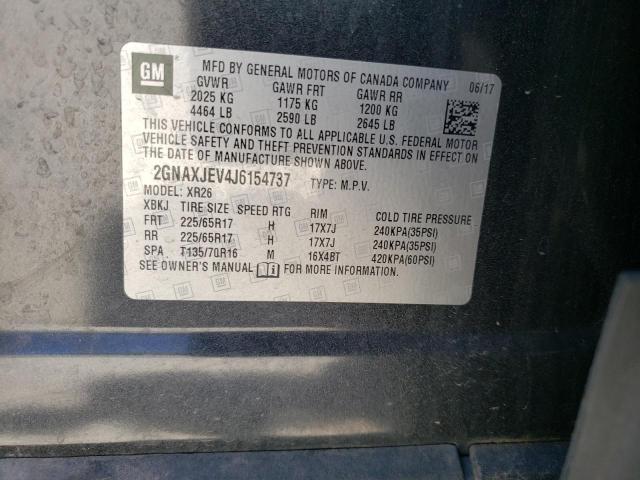 GM
MFD BY GENERAL MOTORS OF CANADA COMPANY 06/17
GVWR GAWR FRT GAWR RR
2025 KG 1175 KG 1200 KG
4464 LB 2590 LB 2645 LB
THIS VEHICLE CONFORMS TO ALL APPLICABLE U.S. FEDERAL MOTOR
VEHICLE SAFETY AND THEFT PREVENTION STANDARDS IN EFFECT ON
THE DATE OF MANUFACTURE SHOWN ABOVE.
2GNAXJEV4J6154737 TYPE: M.P.V.
MODEL: XR26
XBKJ TIRE SIZE SPEED RTG RIM COLD TIRE PRESSURE
FRT 225/65R17 H 17X7J 240KPA(35PSI)
RR 225/65R17 H 17X7J 240KPA(35PSI)
SPA T135/70R16 M 16X4BT 420KPA(60PSI)
SEE OWNER'S MANUAL FOR MORE INFORMATION.